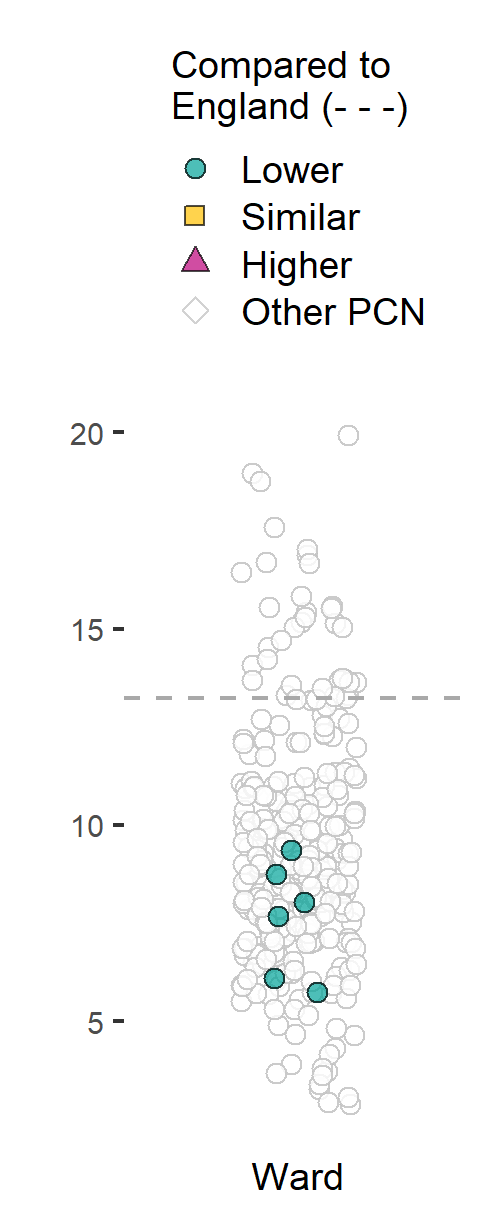 Compared to
England (- - -)
Lower
Similar
Higher
Other PCN
20
15
10
5
Ward